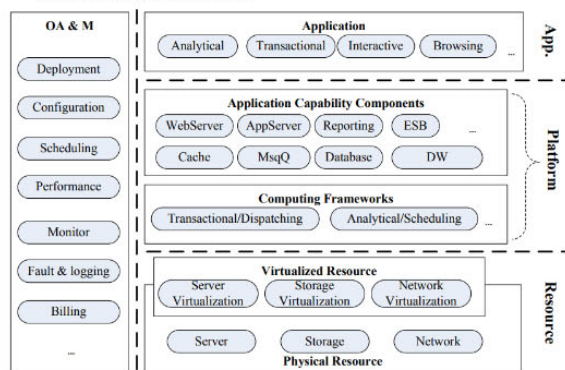 OA & M
Deployment
Configuration
Scheduling
Performance
Monitor
Fault & logging
Billing
...
Application
Analytical Transactional Interactive Browsing ...
App.
Application Capability Components
WebServer AppServer Reporting ESB ...
Cache MsqQ Database DW
Computing Frameworks
Transactional/Dispatching Analytical/Scheduling ...
Platform
Virtualized Resource
Server Storage Network
Virtualization Virtualization Virtualization
Server Storage Network
Physical Resource
Resource